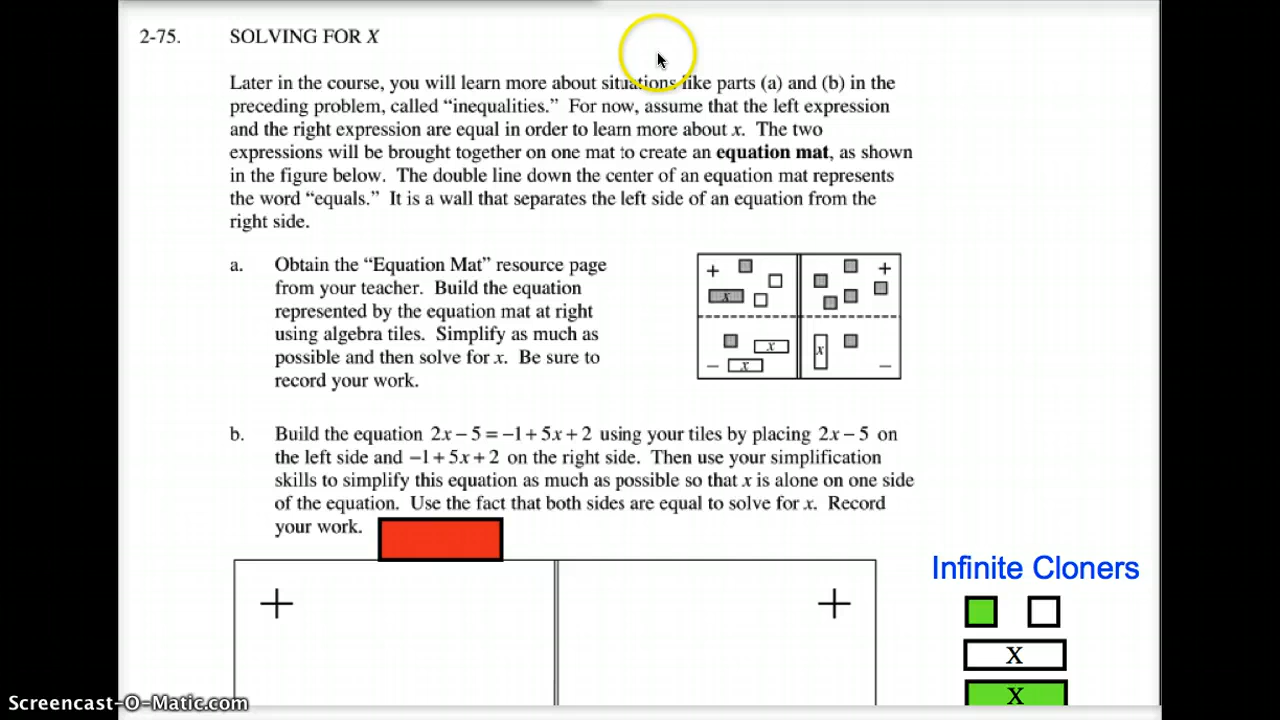 2-75. SOLVING FOR X
Later in the course, you will learn more about situations like parts (a) and (b) in the
preceding problem, called “inequalities.” For now, assume that the left expression
and the right expression are equal in order to learn more about x. The two
expressions will be brought together on one mat to create an equation mat, as shown
in the figure below. The double line down the center of an equation mat represents
the word “equals.” It is a wall that separates the left side of an equation from the
right side.
a. Obtain the “Equation Mat” resource page
from your teacher. Build the equation
represented by the equation mat at right
using algebra tiles. Simplify as much as
possible and then solve for x. Be sure to
record your work.
+ +
x
x x
x
– –
b. Build the equation 2x – 5 = –1 + 5x + 2 using your tiles by placing 2x – 5 on
the left side and –1 + 5x + 2 on the right side. Then use your simplification
skills to simplify this equation as much as possible so that x is alone on one side
of the equation. Use the fact that both sides are equal to solve for x. Record
your work.
+ +
Infinite Cloners
X
X
Screencast-O-Matic.com